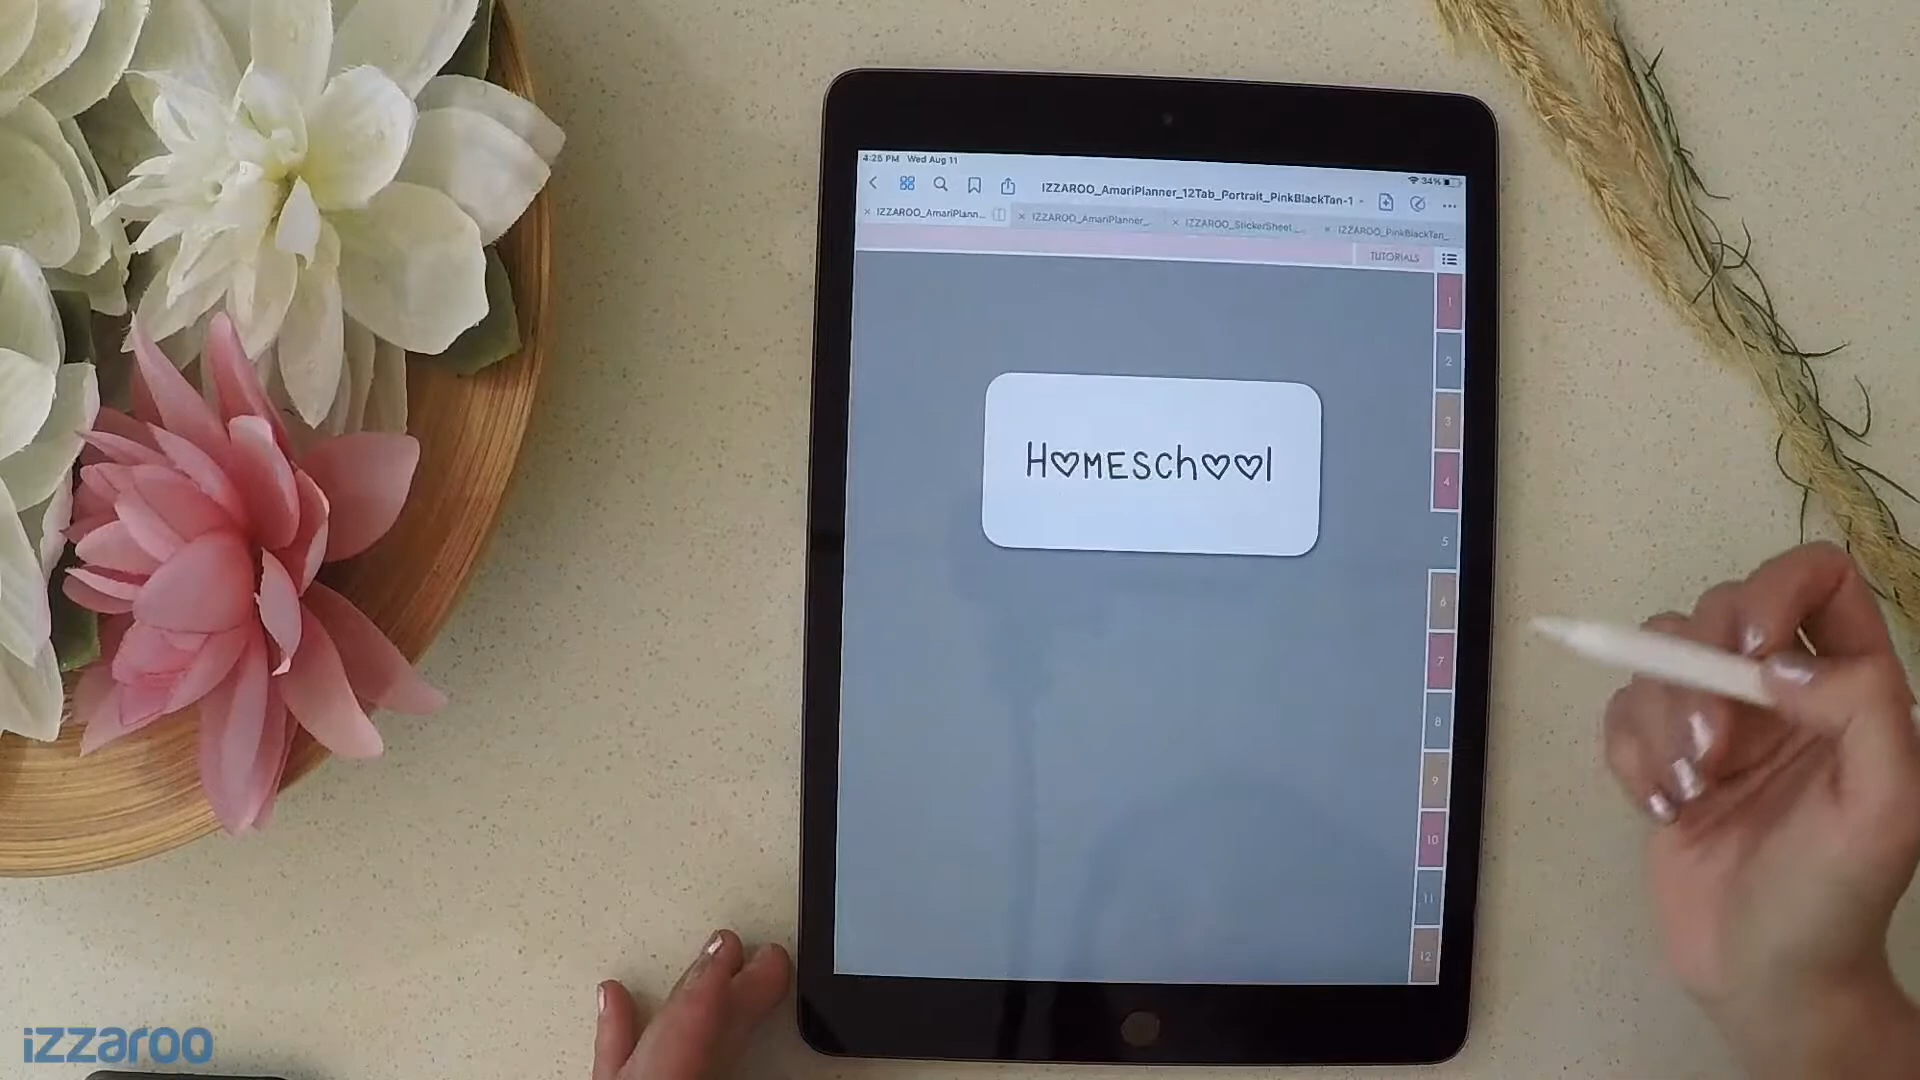 4:25 PM Wed Aug 11
34%
IZZAROO_AmariPlanner_12Tab_Portrait_PinkBlackTan-1
IZZAROO_AmariPlann... IZZAROO_AmariPlanner_ IZZAROO_StickerSheet_... IZZAROO_PinkBlackTan_
TUTORIALS
1
2
3
4
5
6
7
8
9
10
11
12
HOMESchOOl
izzaroo